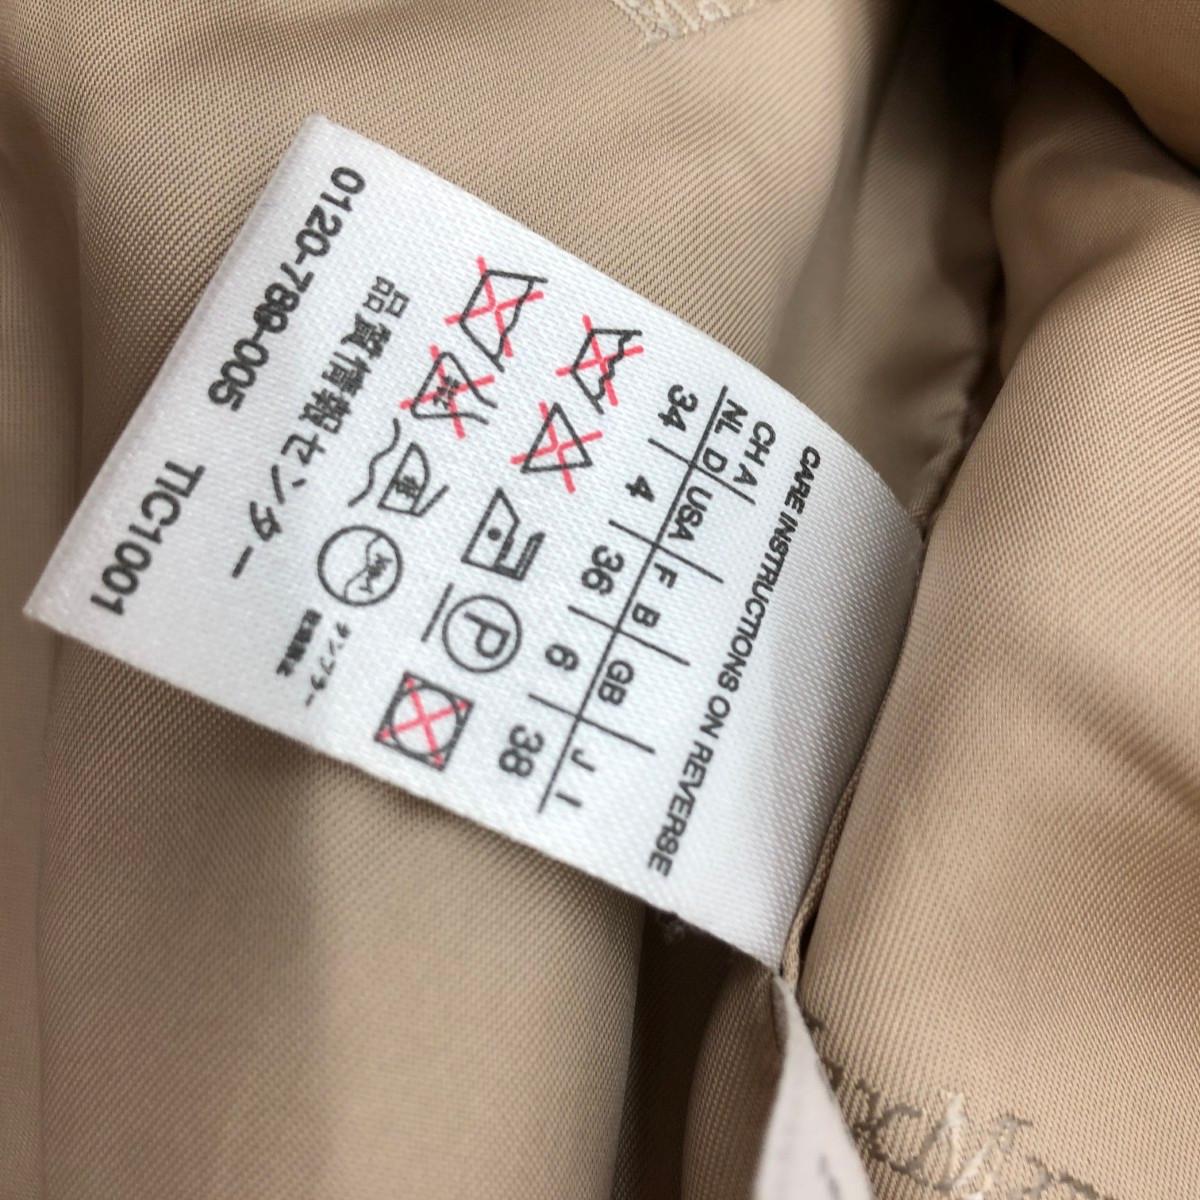 CARE INSTRUCTIONS ON REVERSE
CH A USA F GB J I
NL D B
34 4 36 6 38
P
品質情報センター
0120-789-005 TIC1001